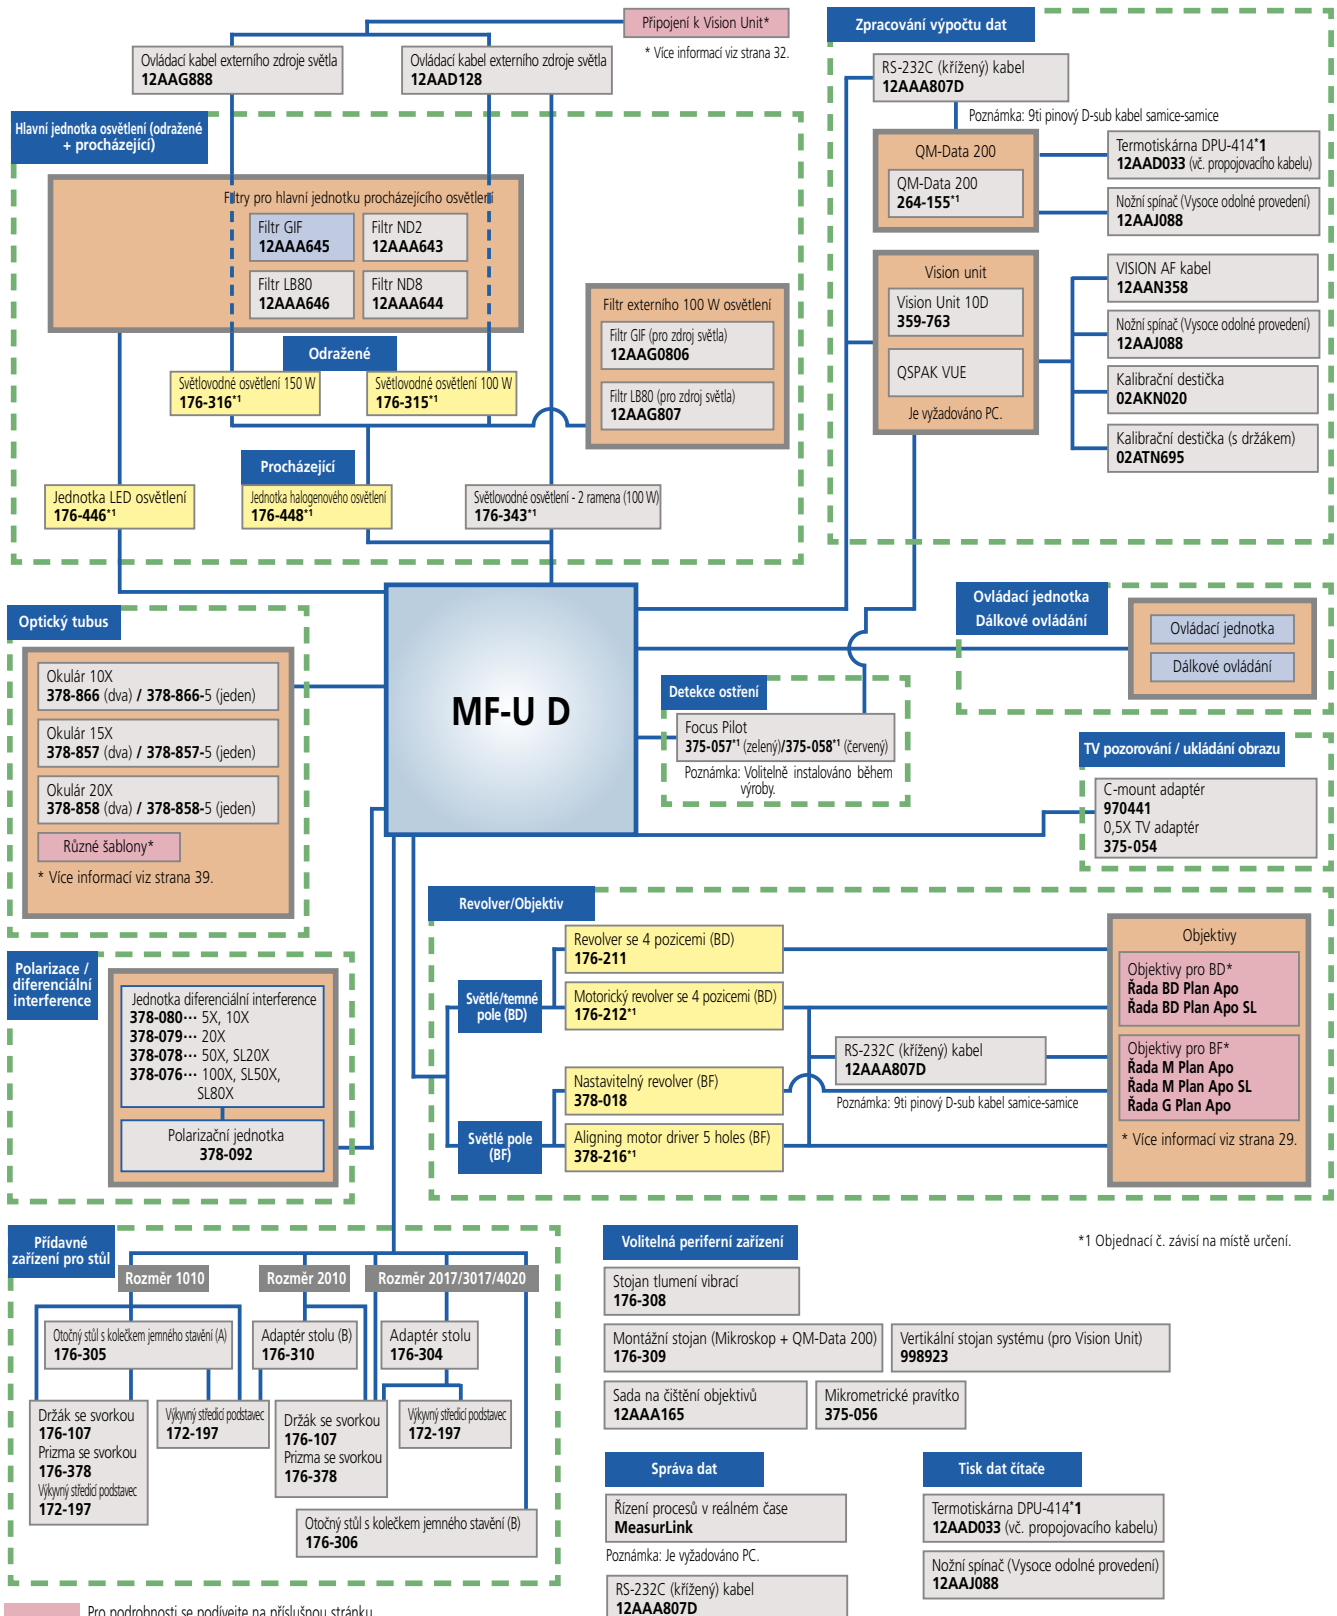 Připojení k Vision Unit*
* Více informací viz strana 32.
Ovládací kabel externího zdroje světla
12AAG888
Ovládací kabel externího zdroje světla
12AAD128
Hlavní jednotka osvětlení (odražené
+ procházející)
Filtry pro hlavní jednotku procházejícího osvětlení
Filtr GIF
12AAA645
Filtr ND2
12AAA643
Filtr LB80
12AAA646
Filtr ND8
12AAA644
Filtr externího 100 W osvětlení
Filtr GIF (pro zdroj světla)
12AAG0806
Filtr LB80 (pro zdroj světla)
12AAG807
Odražené
Světlovodné osvětlení 150 W
176-316*1
Světlovodné osvětlení 100 W
176-315*1
Procházející
Jednotka LED osvětlení
176-446*1
Jednotka halogenového osvětlení
176-448*1
Světlovodné osvětlení - 2 ramena (100 W)
176-343*1
Zpracování výpočtu dat
RS-232C (křížený) kabel
12AAA807D
Poznámka: 9ti pinový D-sub kabel samice-samice
QM-Data 200
QM-Data 200
264-155*1
Termotiskárna DPU-414*1
12AAD033 (vč. propojovacího kabelu)
Nožní spínač (Vysoce odolné provedení)
12AAJ088
Vision unit
Vision Unit 10D
359-763
QSPAK VUE
Je vyžadováno PC.
VISION AF kabel
12AAN358
Nožní spínač (Vysoce odolné provedení)
12AAJ088
Kalibrační destička
02AKN020
Kalibrační destička (s držákem)
02ATN695
MF-U D
Optický tubus
Okulár 10X
378-866 (dva) / 378-866-5 (jeden)
Okulár 15X
378-857 (dva) / 378-857-5 (jeden)
Okulár 20X
378-858 (dva) / 378-858-5 (jeden)
Různé šablony*
* Více informací viz strana 39.
Ovládací jednotka
Dálkové ovládání
Ovládací jednotka
Dálkové ovládání
Detekce ostření
Focus Pilot
375-057*1 (zelený)/375-058*1 (červený)
Poznámka: Volitelně instalováno během
výroby.
TV pozorování / ukládání obrazu
C-mount adaptér
970441
0,5X TV adaptér
375-054
Polarizace /
diferenciální
interference
Jednotka diferenciální interference
378-080··· 5X, 10X
378-079··· 20X
378-078··· 50X, SL20X
378-076··· 100X, SL50X,
SL80X
Polarizační jednotka
378-092
Revolver/Objektiv
Světlé/temné
pole (BD)
Světlé pole
(BF)
Revolver se 4 pozicemi (BD)
176-211
Motorický revolver se 4 pozicemi (BD)
176-212*1
RS-232C (křížený) kabel
12AAA807D
Poznámka: 9ti pinový D-sub kabel samice-samice
Nastavitelný revolver (BF)
378-018
Aligning motor driver 5 holes (BF)
378-216*1
Objektivy
Objektivy pro BD*
Řada BD Plan Apo
Řada BD Plan Apo SL
Objektivy pro BF*
Řada M Plan Apo
Řada M Plan Apo SL
Řada G Plan Apo
* Více informací viz strana 29.
Přídavné
zařízení pro stůl
Rozměr 1010
Rozměr 2010
Rozměr 2017/3017/4020
Otočný stůl s kolečkem jemného stavění (A)
176-305
Adaptér stolu (B)
176-310
Adaptér stolu
176-304
Držák se svorkou
176-107
Prizma se svorkou
176-378
Výkyvný středicí podstavec
172-197
Výkyvný středicí podstavec
172-197
Držák se svorkou
176-107
Prizma se svorkou
176-378
Výkyvný středicí podstavec
172-197
Otočný stůl s kolečkem jemného stavění (B)
176-306
Volitelná periferní zařízení
*1 Objednací č. závisí na místě určení.
Stojan tlumení vibrací
176-308
Montážní stojan (Mikroskop + QM-Data 200)
176-309
Vertikální stojan systému (pro Vision Unit)
998923
Sada na čištění objektivů
12AAA165
Mikrometrické pravítko
375-056
Správa dat
Řízení procesů v reálném čase
MeasurLink
Poznámka: Je vyžadováno PC.
RS-232C (křížený) kabel
12AAA807D
Tisk dat čítače
Termotiskárna DPU-414*1
12AAD033 (vč. propojovacího kabelu)
Nožní spínač (Vysoce odolné provedení)
12AAJ088
Pro podrobnosti se podívejte na příslušnou stránku